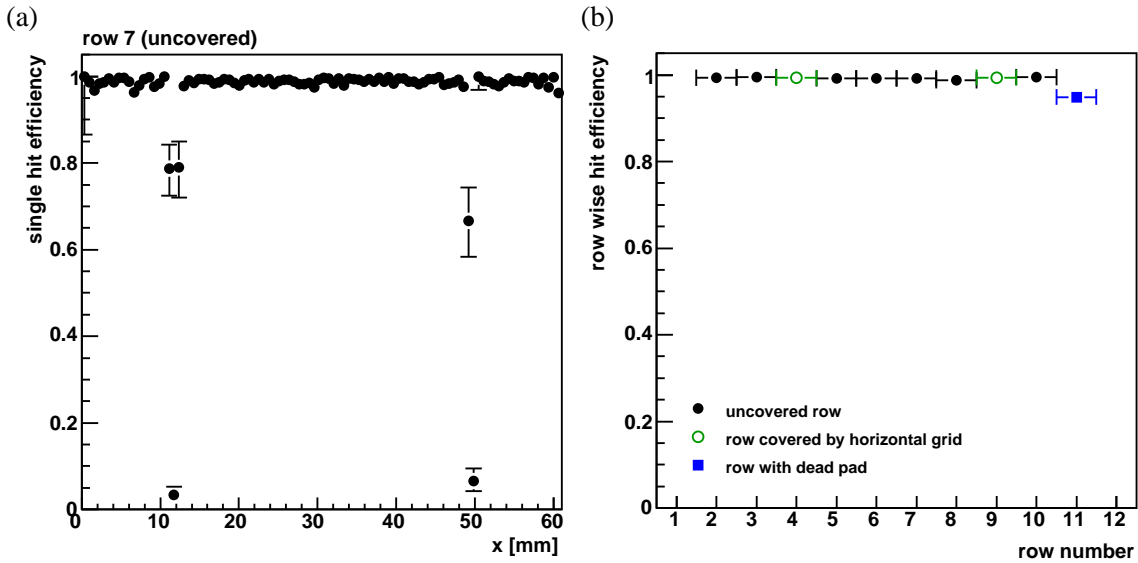 (a)
row 7 (uncovered)
single hit efficiency
1
0.8
0.6
0.4
0.2
0
0 10 20 30 40 50 60
x [mm]
(b)
row wise hit efficiency
1
0.8
0.6
0.4
0.2
0
uncovered row
row covered by horizontal grid
row with dead pad
1 2 3 4 5 6 7 8 9 10 11 12
row number